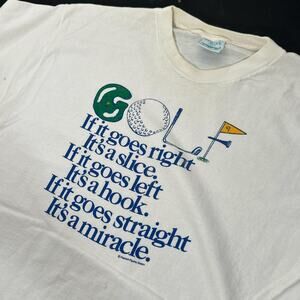 GOLF
If it goes right
It's a slice.
If it goes left
It's a hook.
If it goes straight
It's a miracle.